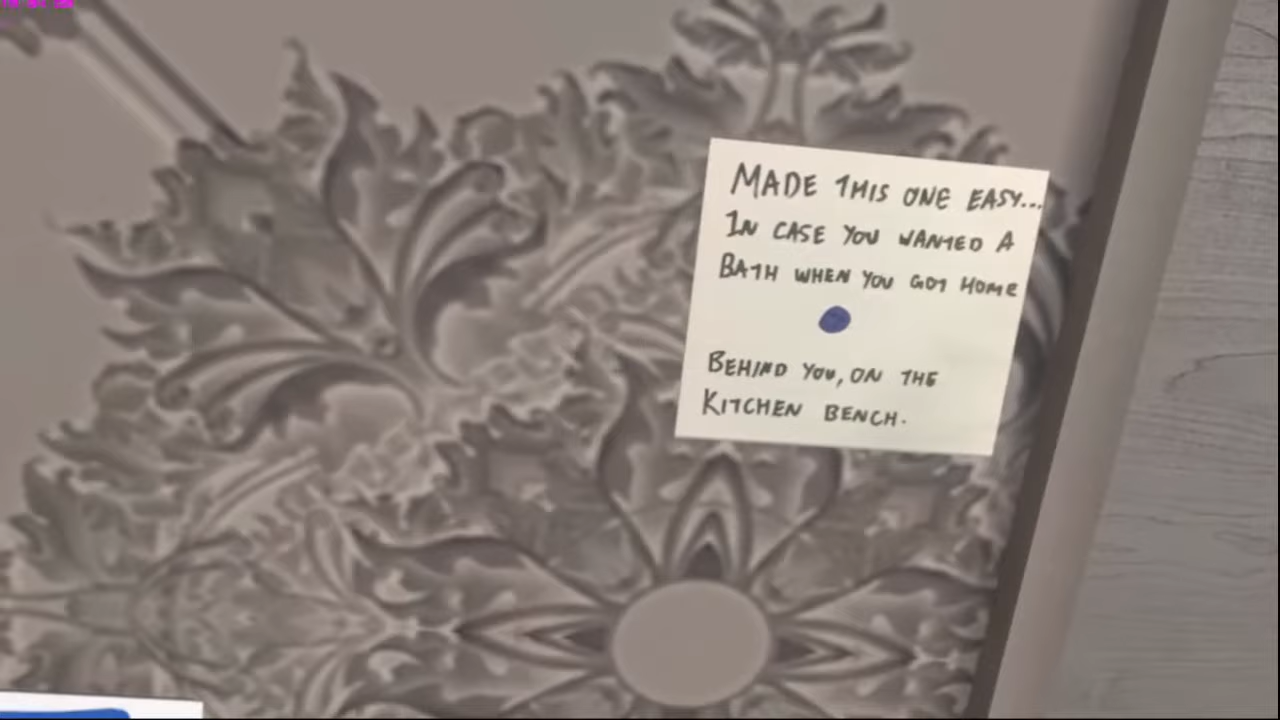 MADE THIS ONE EASY...
IN CASE YOU WANTED A
BATH WHEN YOU GOT HOME
BEHIND YOU, ON THE
KITCHEN BENCH.